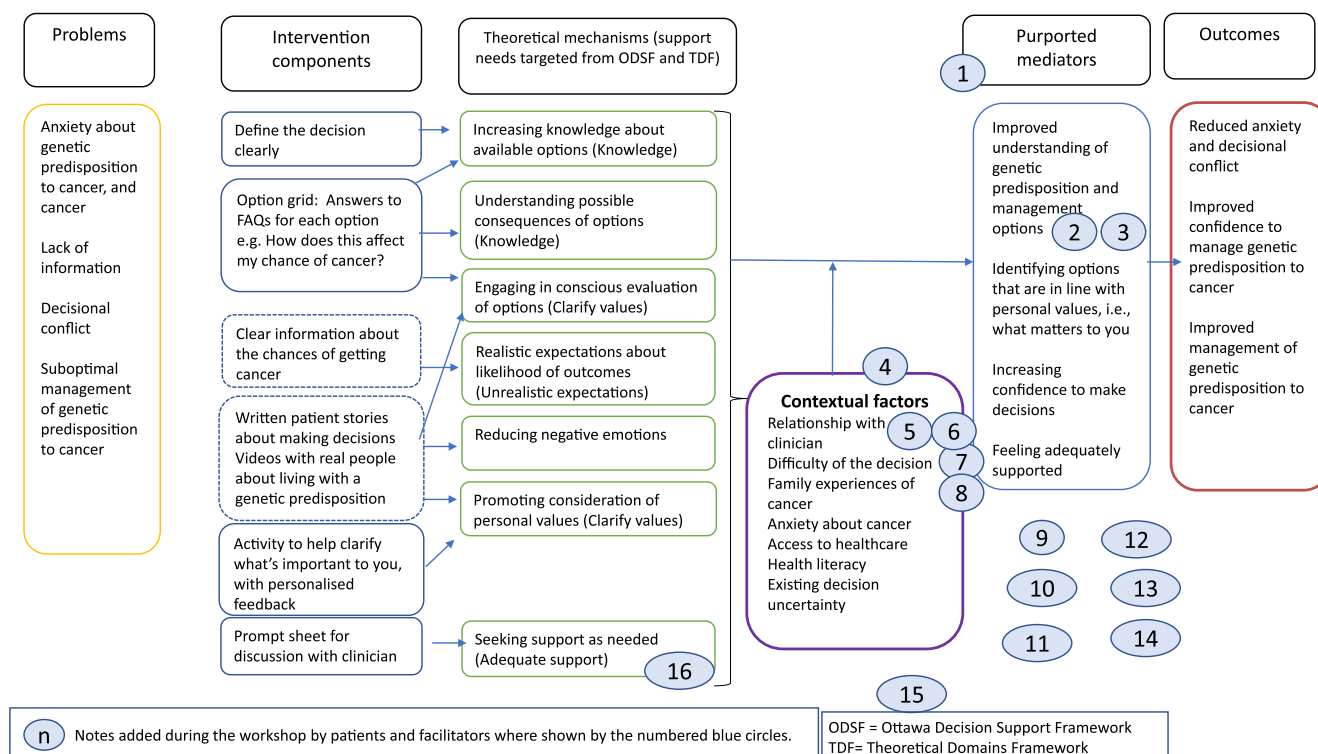 Problems
Intervention
components
Theoretical mechanisms (support
needs targeted from ODSF and TDF)
Purported
mediators
1
Outcomes
Anxiety about
genetic
predisposition
to cancer, and
cancer
Lack of
information
Decisional
conflict
Suboptimal
management
of genetic
predisposition
to cancer
Define the decision
clearly
Option grid: Answers to
FAQs for each option
e.g. How does this affect
my chance of cancer?
Clear information about
the chances of getting
cancer
Written patient stories
about making decisions
Videos with real people
about living with a
genetic predisposition
Activity to help clarify
what's important to you,
with personalised
feedback
Prompt sheet for
discussion with clinician
Increasing knowledge about
available options (Knowledge)
Understanding possible
consequences of options
(Knowledge)
Engaging in conscious evaluation
of options (Clarify values)
Realistic expectations about
likelihood of outcomes
(Unrealistic expectations)
Reducing negative emotions
Promoting consideration of
personal values (Clarify values)
Seeking support as needed
(Adequate support)
16
4
Contextual factors
Relationship with
clinician
5
6
Difficulty of the decision
7
Family experiences of
cancer
8
Anxiety about cancer
Access to healthcare
Health literacy
Existing decision
uncertainty
Improved
understanding of
genetic
predisposition and
management
options
2
3
Identifying options
that are in line with
personal values, i.e.,
what matters to you
Increasing
confidence to make
decisions
Feeling adequately
supported
Reduced anxiety
and decisional
conflict
Improved
confidence to
manage genetic
predisposition to
cancer
Improved
management of
genetic
predisposition to
cancer
9
12
10
13
11
14
15
n Notes added during the workshop by patients and facilitators where shown by the numbered blue circles.
ODSF = Ottawa Decision Support Framework
TDF= Theoretical Domains Framework